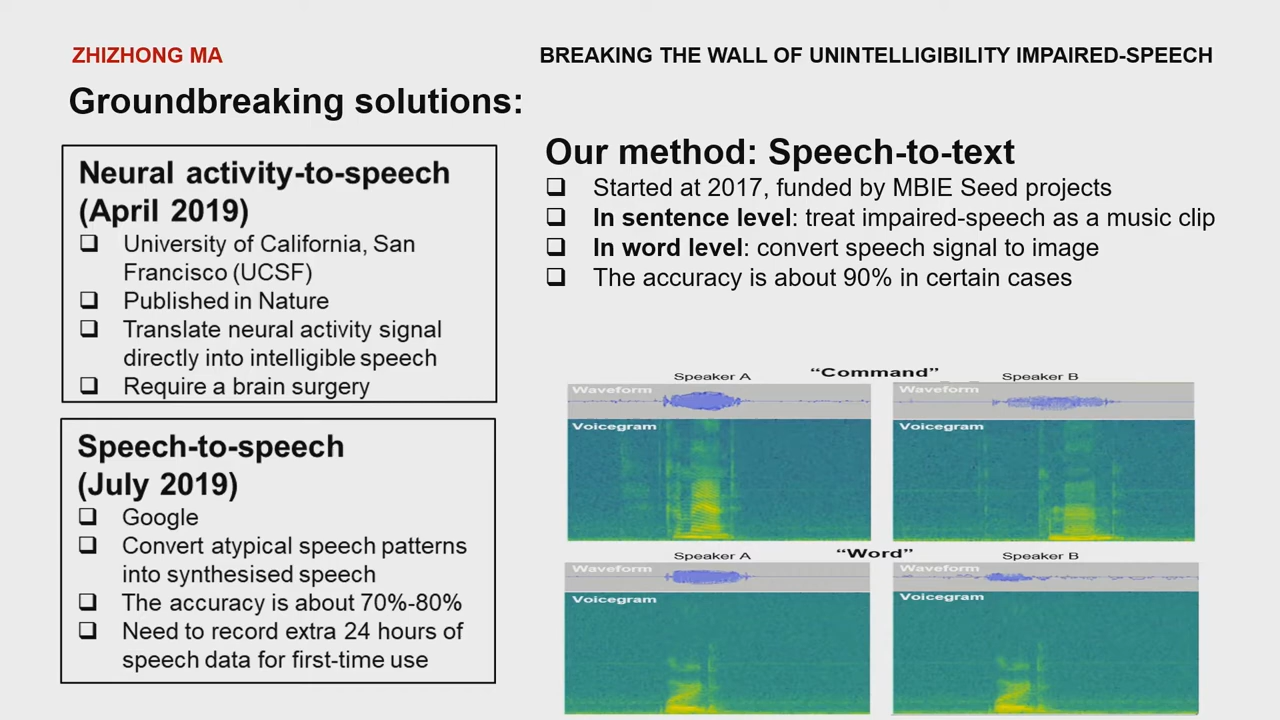 ZHIZHONG MA
BREAKING THE WALL OF UNINTELLIGIBILITY IMPAIRED-SPEECH
Groundbreaking solutions:
Neural activity-to-speech
(April 2019)
University of California, San
Francisco (UCSF)
Published in Nature
Translate neural activity signal
directly into intelligible speech
Require a brain surgery
Speech-to-speech
(July 2019)
Google
Convert atypical speech patterns
into synthesised speech
The accuracy is about 70%-80%
Need to record extra 24 hours of
speech data for first-time use
Our method: Speech-to-text
Started at 2017, funded by MBIE Seed projects
In sentence level: treat impaired-speech as a music clip
In word level: convert speech signal to image
The accuracy is about 90% in certain cases
Speaker A
“Command”
Speaker B
Waveform
Waveform
Voicegram
Voicegram
Speaker A
“Word”
Speaker B
Waveform
Waveform
Voicegram
Voicegram